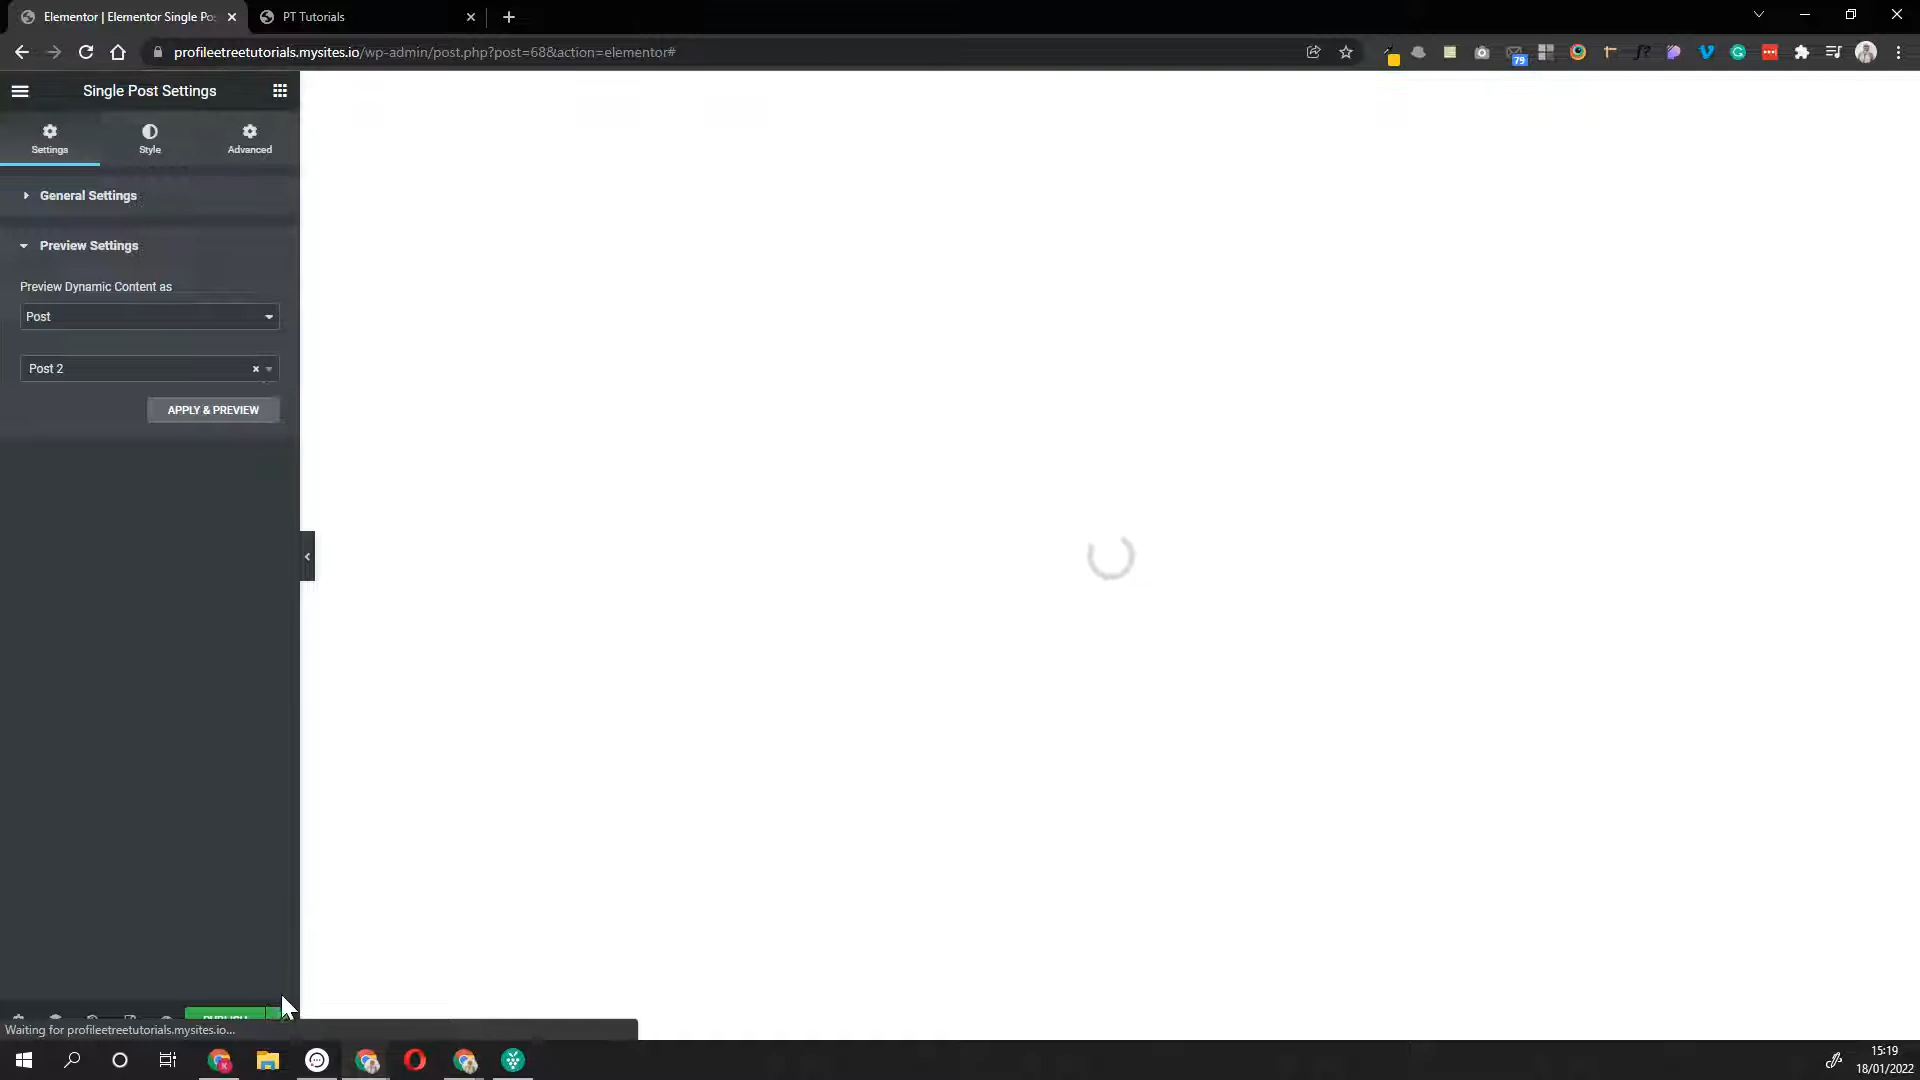 Elementor | Elementor Single Po
PT Tutorials
profileetreetutorials.mysites.io/wp-admin/post.php?post=68&action=elementor#
79
Single Post Settings
Settings
Style
Advanced
General Settings
Preview Settings
Preview Dynamic Content as
Post
Post 2
APPLY & PREVIEW
PUBLISH
Waiting for profileetreetutorials.mysites.io...
15:19
18/01/2022